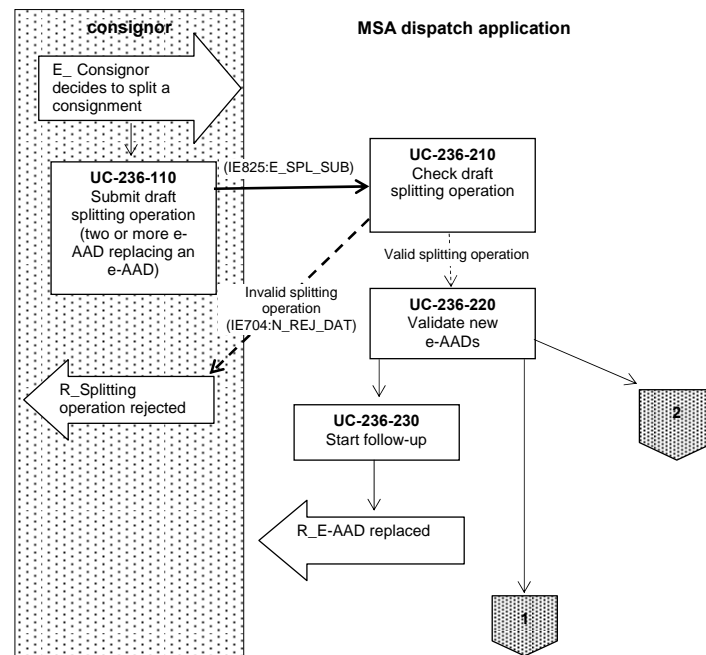 consignor
MSA dispatch application
E_ Consignor
decides to split a
consignment
UC-236-110
Submit draft
splitting operation
(two or more e-
AAD replacing an
e-AAD)
(IE825:E_SPL_SUB)
UC-236-210
Check draft
splitting operation
Valid splitting operation
Invalid splitting
operation
(IE704:N_REJ_DAT)
UC-236-220
Validate new
e-AADs
R_Splitting
operation rejected
UC-236-230
Start follow-up
2
R_E-AAD replaced
1